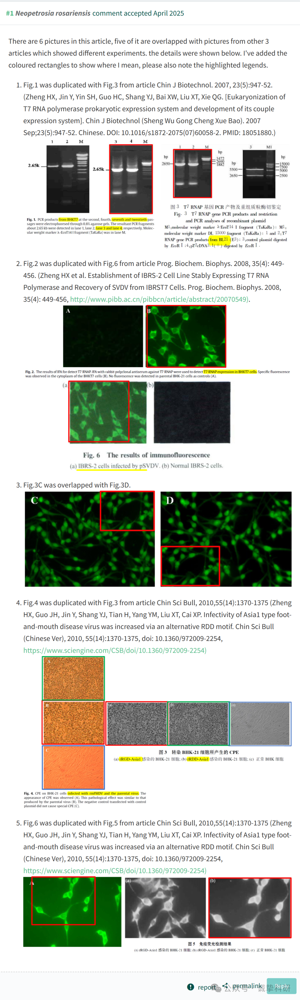 #1 Neopetrosia rosariensis comment accepted April 2025
There are 6 pictures in this article, five of it are overlapped with pictures from other 3
articles which showed different experiments. the details were shown below. I've added the
coloured rectangles to show where I mean, please also note the highlighted legends.
1. Fig.1 was duplicated with Fig.3 from article Chin J Biotechnol. 2007, 23(5):947-52.
(Zheng HX, Jin Y, Yin SH, Guo HC, Shang YJ, Bai XW, Liu XT, Xie QG. [Eukaryonization of
T7 RNA polymerase prokaryotic expression system and development of its couple
expression system]. Chin J Biotechnol (Sheng Wu Gong Cheng Xue Bao). 2007
Sep;23(5):947-52. Chinese. DOI: 10.1016/s1872-2075(07)60058-2. PMID: 18051880.)
1 2 M
2.65k
3 4 M
2.65k
1 2 M
bp
2650
bp
3472
2690
1882
3 M1
bp
5500
2650
bp
15000
7500
5000
2500
Fig. 1. PCR products from BHKT7 at the second, fourth, seventh and twentieth pas-
sages were electrophoresed through 0.8% agarose gels. The resultant PCR fragments
about 2.65 kb were detected in lane 1, lane 2, lane 3 and lane 4, respectively. Molec-
ular weight marker λ-EcoT14 I fragment (TaKaRa) was in lane M.
图 3 T7 RNAP 基因 PCR 产物及重组质粒酶切鉴定
Fig. 3 T7 RNAP gene PCR products and restriction
and PCR analyses of recombinant plasmid
M1:molecular weight marker λ-EcoT14 I fragment (TaKaRa); M1:
molecular weight marker DL 15000 fragment (TaKaRa); 1 and 2:T7
RNAP gene PCR products from BL21 (E3); 3:control plasmid digested
by EcoR I ;4:pT7cDNA3.1(+) digested by EcoR I .
2. Fig.2 was duplicated with Fig.6 from article Prog. Biochem. Biophys. 2008, 35(4): 449-
456. (Zheng HX et al. Establishment of IBRS-2 Cell Line Stably Expressing T7 RNA
Polymerase and Recovery of SVDV from IBRST7 Cells. Prog. Biochem. Biophys. 2008,
35(4): 449-456, http://www.pibb.ac.cn/pibbcn/article/abstract/20070549).
A
B
Fig. 2. The results of IFA for detect T7 RNAP. IFA with rabbit polyclonal antiserum against T7 RNAP were used to detect T7 RNAP expression in BHKT7 cells. Specific fluorescence
was observed in the cytoplasm of the BHKT7 cells (B). No fluorescence was detected in parental BHK-21 cells as controls (A).
(a
(b)
Fig. 6 The results of immunofluorescence
(a) IBRS-2 cells infected by pSVDV. (b) Normal IBRS-2 cells.
3. Fig.3C was overlapped with Fig.3D.
C
D
4. Fig.4 was duplicated with Fig.3 from article Chin Sci Bull, 2010,55(14):1370-1375 (Zheng
HX, Guo JH, Jin Y, Shang YJ, Tian H, Yang YM, Liu XT, Cai XP. Infectivity of Asia1 type foot-
and-mouth disease virus was increased via an alternative RDD motif. Chin Sci Bull
(Chinese Ver), 2010, 55(14):1370-1375, doi: 10.1360/972009-2254,
https://www.sciengine.com/CSB/doi/10.1360/972009-2254)
A
B
(a)
(b)
(c)
C
图 3 转染 BHK-21 细胞所产生的 CPE
(a) rRGD-Asia1 感染的 BHK-21 细胞; (b) rRDD-Asia1 感染的 BHK-21 细胞; (c) 正常 BHK 细胞
Fig. 4. CPE on BHK-21 cells infected with rmFMDV and the parental virus. The
appearance of CPE was observed (A). This pathological effect was similar to that
produced by the parental virus (B). The negative control transfected with control
plasmid did not cause special CPE (C).
5. Fig.6 was duplicated with Fig.5 from article Chin Sci Bull, 2010,55(14):1370-1375 (Zheng
HX, Guo JH, Jin Y, Shang YJ, Tian H, Yang YM, Liu XT, Cai XP. Infectivity of Asia1 type foot-
and-mouth disease virus was increased via an alternative RDD motif. Chin Sci Bull
(Chinese Ver), 2010, 55(14):1370-1375, doi: 10.1360/972009-2254,
https://www.sciengine.com/CSB/doi/10.1360/972009-2254)
A
(a)
(b)
图 5 免疫荧光检测结果
(a) rRGD-Asia1 感染的 BHK-21 细胞; (b) rRGD-Asia1 感染的 BHK-21 细胞; (c) 正常 BHK-21 细胞
report permalink Reply
公众号 诚挚科研